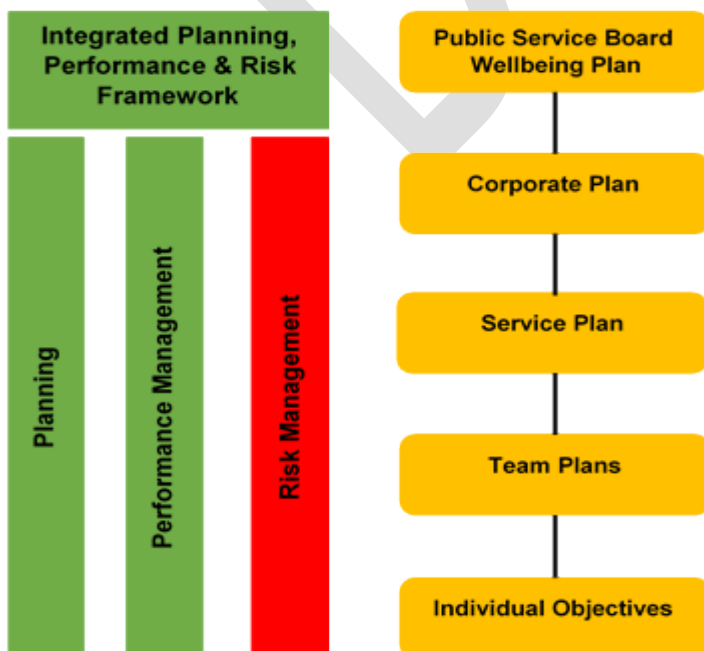 Integrated Planning,
Performance & Risk
Framework
Planning
Performance Management
Risk Management
Public Service Board
Wellbeing Plan
Corporate Plan
Service Plan
Team Plans
Individual Objectives